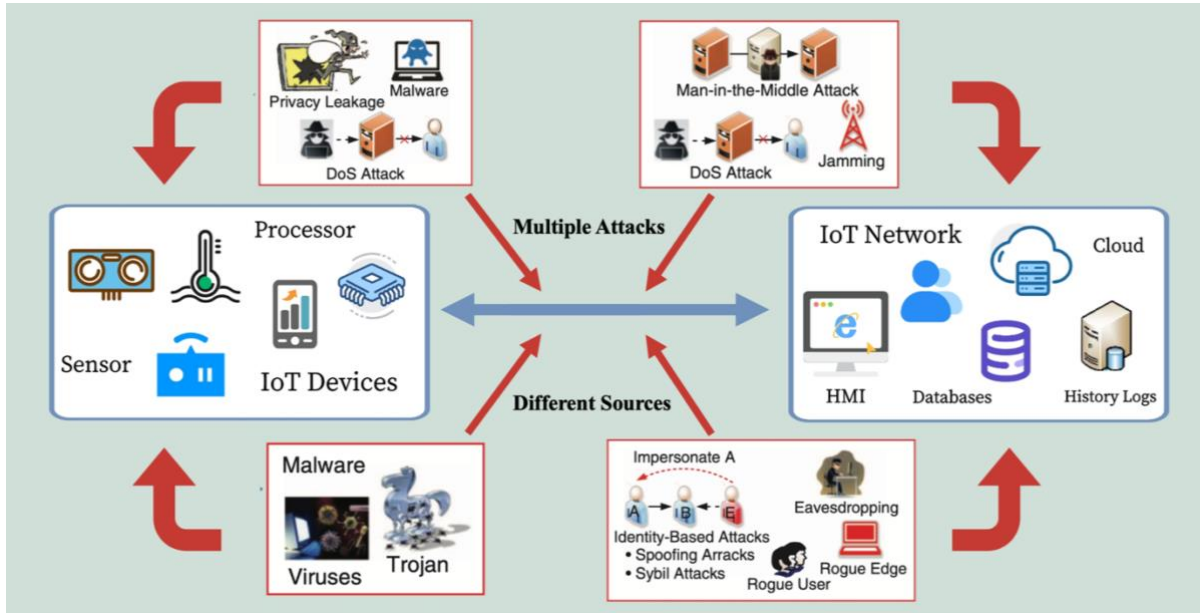 Privacy Leakage
Malware
DoS Attack
Man-in-the-Middle Attack
DoS Attack
Jamming
Multiple Attacks
Processor
Sensor
IoT Devices
IoT Network
Cloud
HMI
Databases
History Logs
Different Sources
Malware
Viruses
Trojan
Impersonate A
A
B
E
Eavesdropping
Identity-Based Attacks
• Spoofing Arracks
• Sybil Attacks
Rogue User
Rogue Edge